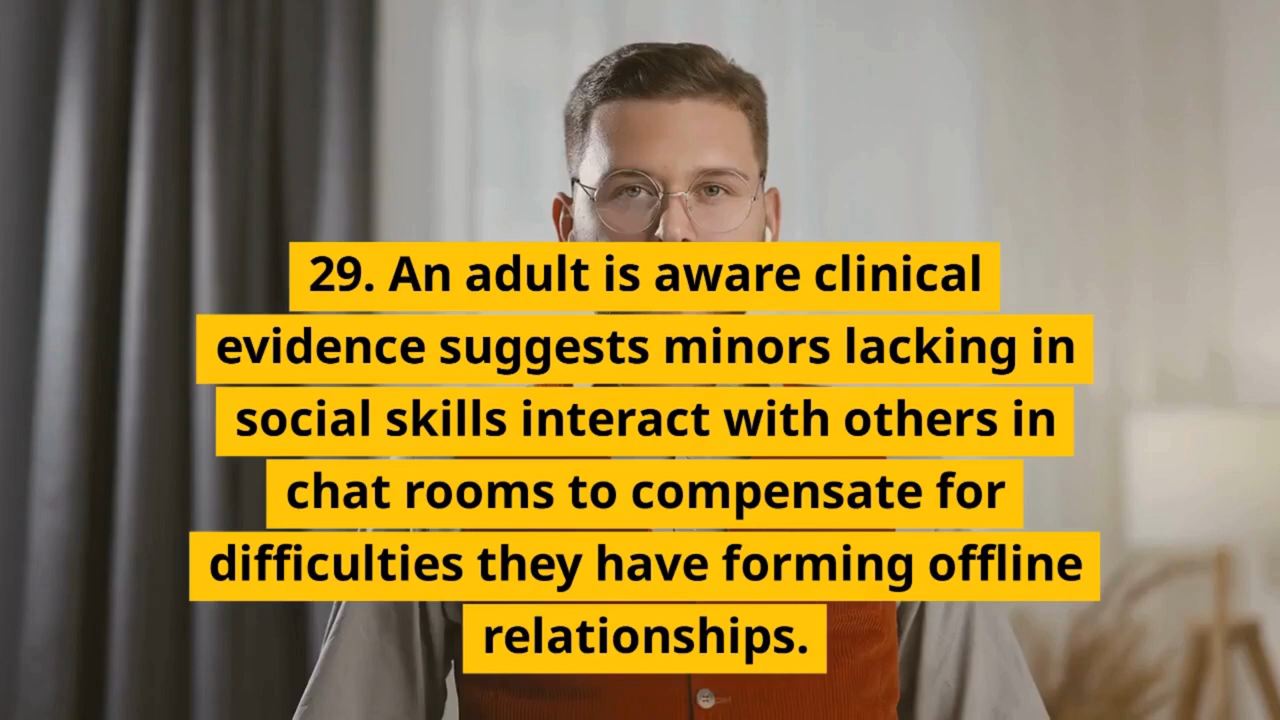 29. An adult is aware clinical
evidence suggests minors lacking in
social skills interact with others in
chat rooms to compensate for
difficulties they have forming offline
relationships.